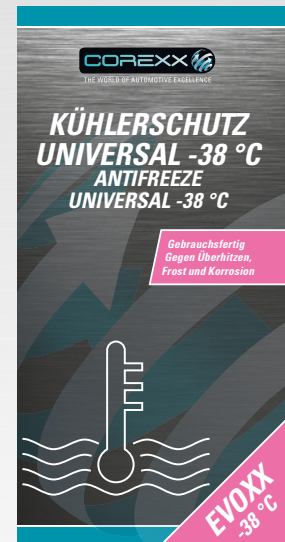 COREXX
THE WORLD OF AUTOMOTIVE EXCELLENCE
KÜHLERSCHUTZ
UNIVERSAL -38 °C
ANTIFREEZE
UNIVERSAL -38 °C
Gebrauchsfertig
Gegen Überhitzen,
Frost und Korrosion
EVOXX
-38 °C